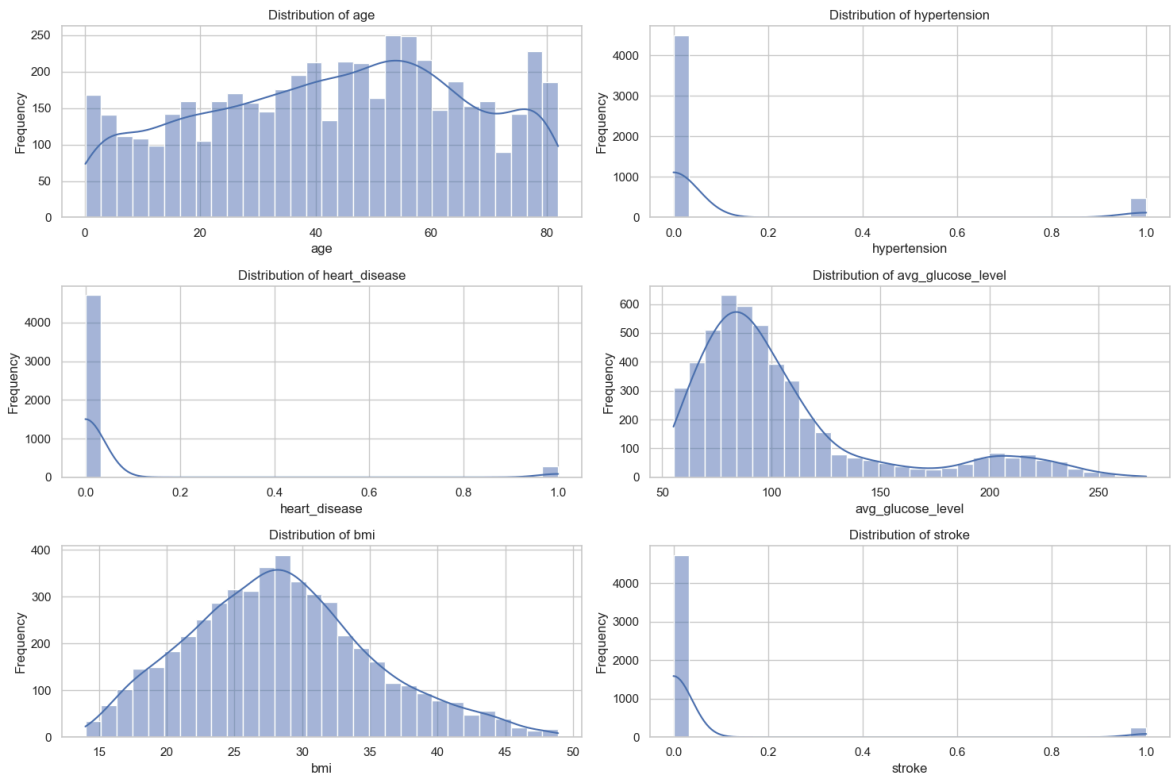 Distribution of age
Frequency
250
200
150
100
50
0
0 20 40 60 80
age
Distribution of hypertension
Frequency
4000
3000
2000
1000
0
0.0 0.2 0.4 0.6 0.8 1.0
hypertension
Distribution of heart_disease
Frequency
4000
3000
2000
1000
0
0.0 0.2 0.4 0.6 0.8 1.0
heart_disease
Distribution of avg_glucose_level
Frequency
600
500
400
300
200
100
0
50 100 150 200 250
avg_glucose_level
Distribution of bmi
Frequency
400
300
200
100
0
15 20 25 30 35 40 45 50
bmi
Distribution of stroke
Frequency
4000
3000
2000
1000
0
0.0 0.2 0.4 0.6 0.8 1.0
stroke